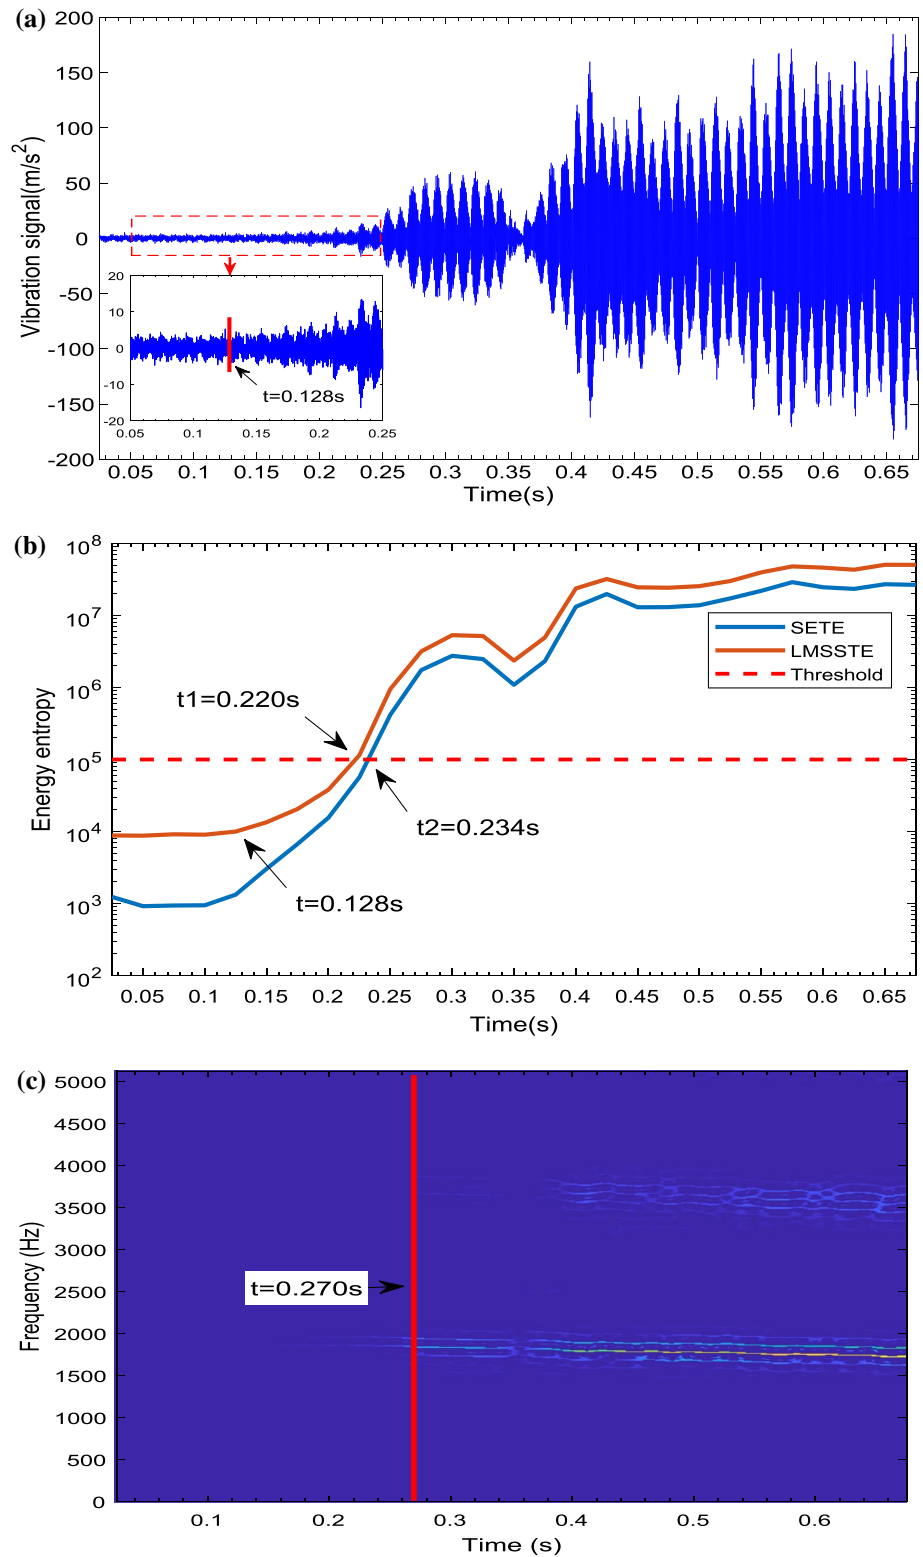 (a)
200
150
100
50
0
-50
-100
-150
-200
Vibration signal(m/s²)
20
10
0
-10
-20
t=0.128s
0.05 0.1 0.15 0.2 0.25
0.05 0.1 0.15 0.2 0.25 0.3 0.35 0.4 0.45 0.5 0.55 0.6 0.65
Time(s)
(b)
10⁸
10⁷
10⁶
10⁵
10⁴
10³
10²
Energy entropy
SETE
LMSSTE
Threshold
t1=0.220s
t2=0.234s
t=0.128s
0.05 0.1 0.15 0.2 0.25 0.3 0.35 0.4 0.45 0.5 0.55 0.6 0.65
Time(s)
(c)
5000
4500
4000
3500
3000
2500
2000
1500
1000
500
0
Frequency (Hz)
t=0.270s
0.1 0.2 0.3 0.4 0.5 0.6
Time (s)